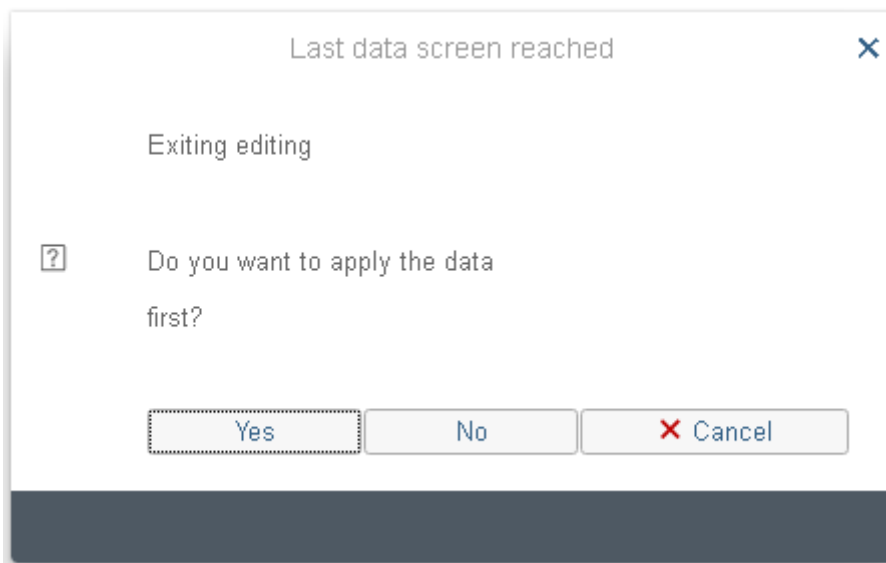 Last data screen reached
Exiting editing
Do you want to apply the data
first?
Yes No Cancel